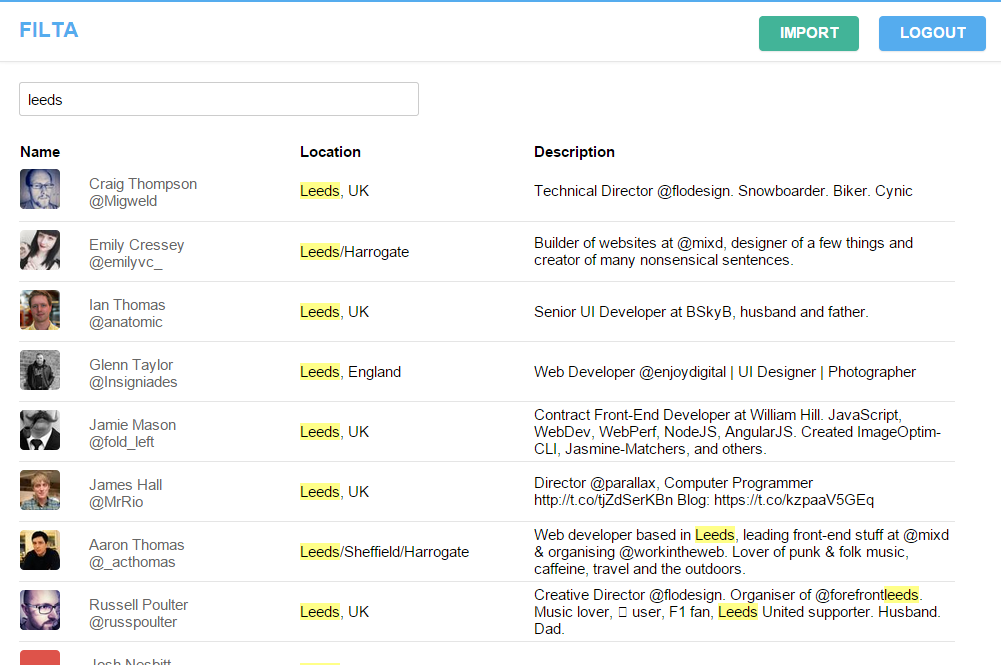 FILTA
IMPORT
LOGOUT
leeds
Name Location Description
Craig Thompson
@Migweld
Leeds, UK
Technical Director @flodesign. Snowboarder. Biker. Cynic
Emily Cressey
@emilyvc_
Leeds/Harrogate
Builder of websites at @mixd, designer of a few things and
creator of many nonsensical sentences.
Ian Thomas
@anatomic
Leeds, UK
Senior UI Developer at BSkyB, husband and father.
Glenn Taylor
@Insigniades
Leeds, England
Web Developer @enjoydigital | UI Designer | Photographer
Jamie Mason
@fold_left
Leeds, UK
Contract Front-End Developer at William Hill. JavaScript,
WebDev, WebPerf, NodeJS, AngularJS. Created ImageOptim-
CLI, Jasmine-Matchers, and others.
James Hall
@MrRio
Leeds, UK
Director @parallax, Computer Programmer
http://t.co/tjZdSerKBn Blog: https://t.co/kzpaaV5GEq
Aaron Thomas
@_acthomas
Leeds/Sheffield/Harrogate
Web developer based in Leeds, leading front-end stuff at @mixd
& organising @workintheweb. Lover of punk & folk music,
caffeine, travel and the outdoors.
Russell Poulter
@russpoulter
Leeds, UK
Creative Director @flodesign. Organiser of @forefrontleeds.
Music lover, ▯ user, F1 fan, Leeds United supporter. Husband.
Dad.
Josh Nesbitt